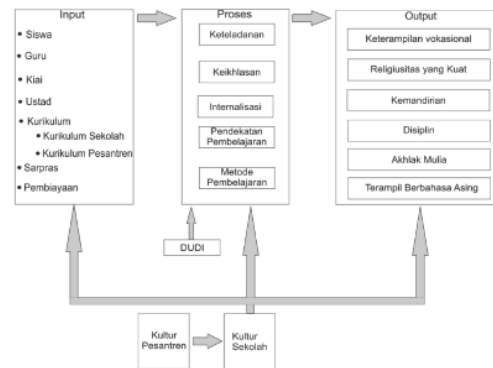 Input
• Siswa
• Guru
• Kiai
• Ustad
• Kurikulum
• Kurikulum Sekolah
• Kurikulum Pesantren
• Sarpras
• Pembiayaan
Proses
Keteladanan
Keikhlasan
Internalisasi
Pendekatan
Pembelajaran
Metode
Pembelajaran
DUDI
Output
Keterampilan vokasional
Religiusitas yang Kuat
Kemandirian
Disiplin
Akhlak Mulia
Terampil Berbahasa Asing
Kultur
Pesantren
Kultur
Sekolah